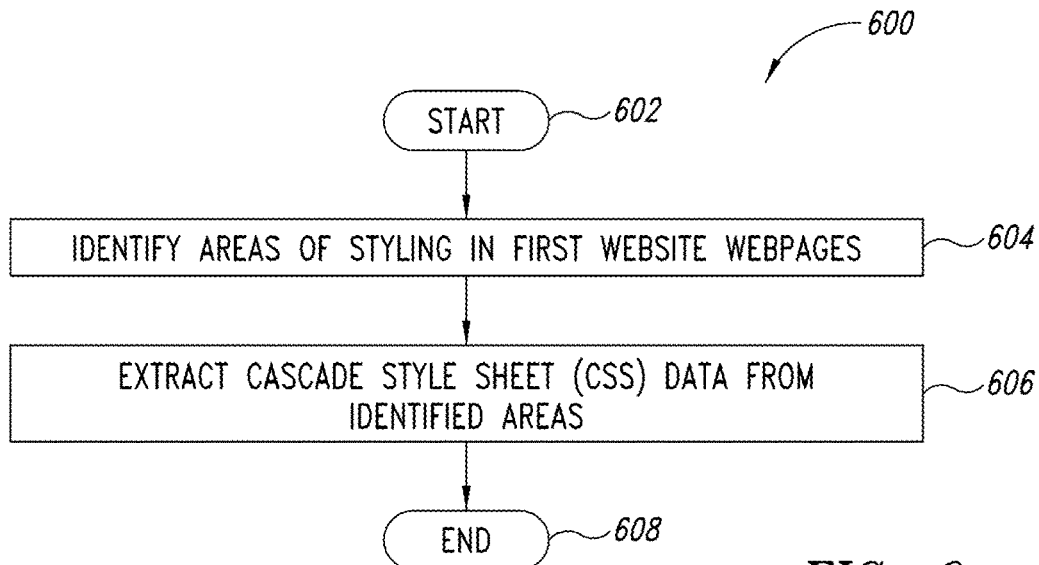 600
START
602
IDENTIFY AREAS OF STYLING IN FIRST WEBSITE WEBPAGES
604
EXTRACT CASCADE STYLE SHEET (CSS) DATA FROM
IDENTIFIED AREAS
606
END
608